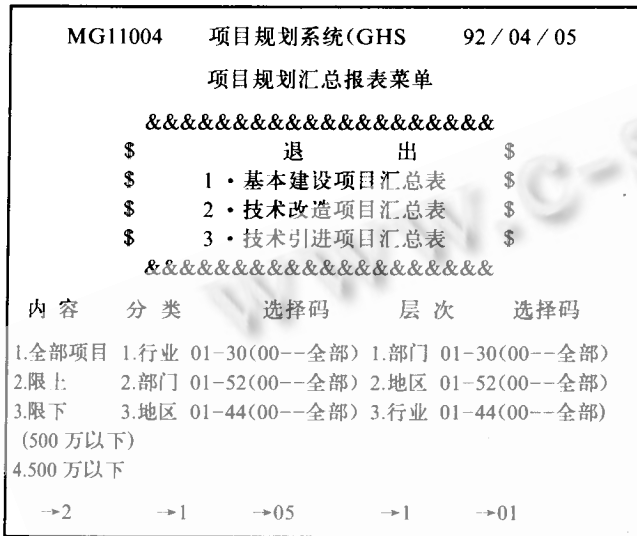 MG11004 项目规划系统(GHS 92/04/05
项目规划汇总报表菜单
&&&&&&&&&&&&&&&&&&&&
$ 退 出 $
$ 1·基本建设项目汇总表 $
$ 2·技术改造项目汇总表 $
$ 3·技术引进项目汇总表 $
&&&&&&&&&&&&&&&&&&&&
内 容 分 类 选择码 层 次 选择码
1.全部项目 1.行业 01-30(00--全部) 1.部门 01-30(00--全部)
2.限上 2.部门 01-52(00--全部) 2.地区 01-52(00--全部)
3.限下 3.地区 01-44(00--全部) 3.行业 01-44(00--全部)
(500 万以下)
4.500 万以下
→2 →1 →05 →1 →01